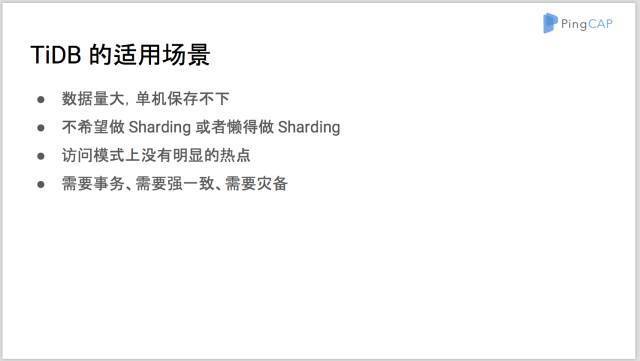 PingCAP
TiDB 的适用场景
● 数据量大，单机保存不下
● 不希望做 Sharding 或者懒得做 Sharding
● 访问模式上没有明显的热点
● 需要事务、需要强一致、需要灾备